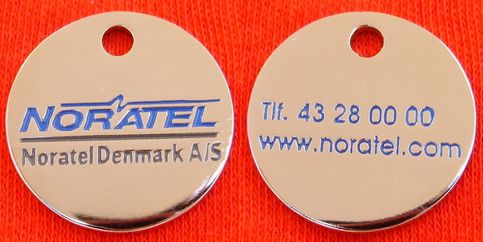 NORATEL
Noratel Denmark A/S
Tlf. 43 28 00 00
www.noratel.com